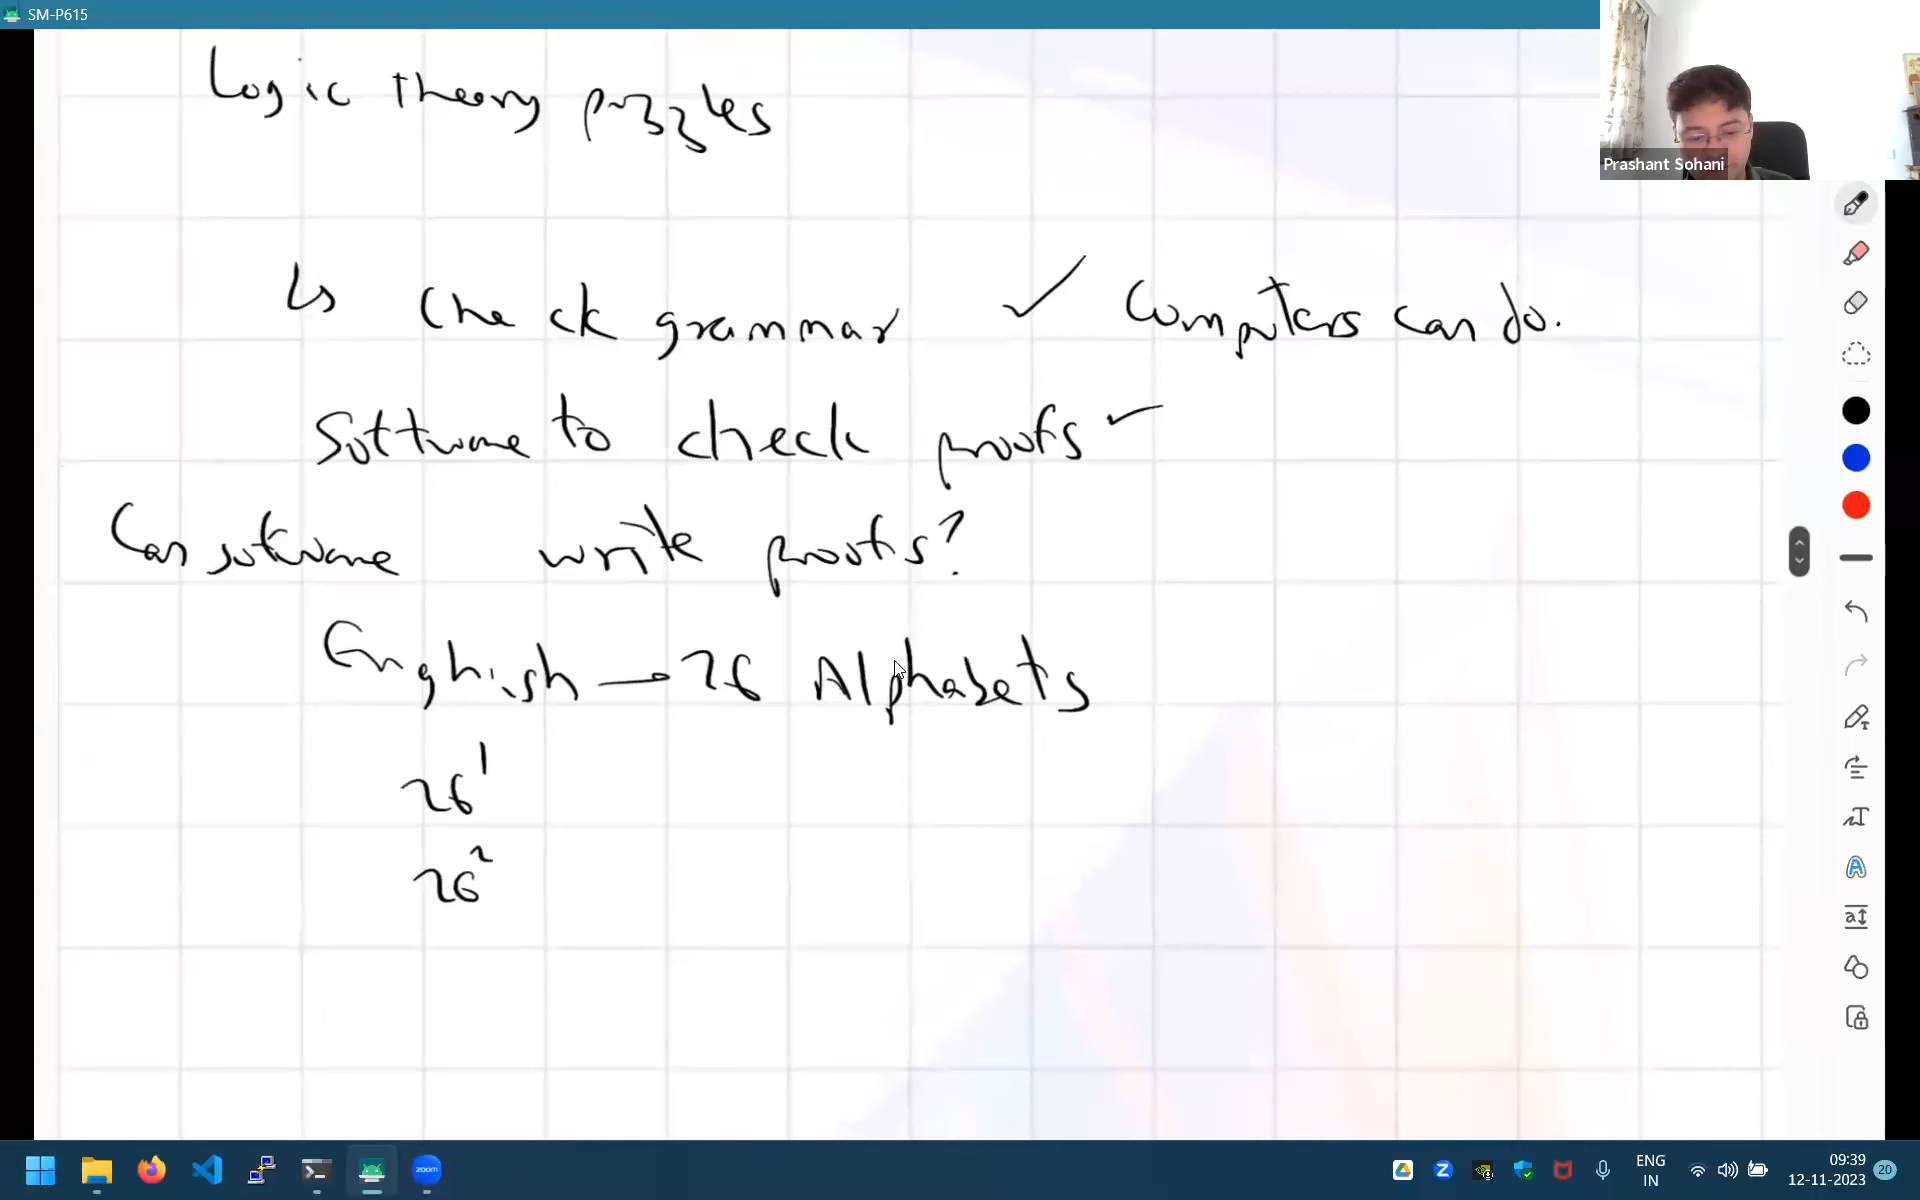 SM-P615
Logic Theory puzzles
Prashant Sohani
Ls Check grammar ✓ Computers can do.
Software to check proofs ✓
Can software write proofs?
English — 26 Alphabets
26¹
26²
T
T
A
a
zoom
Z
ENG
IN
09:39
12-11-2023
20